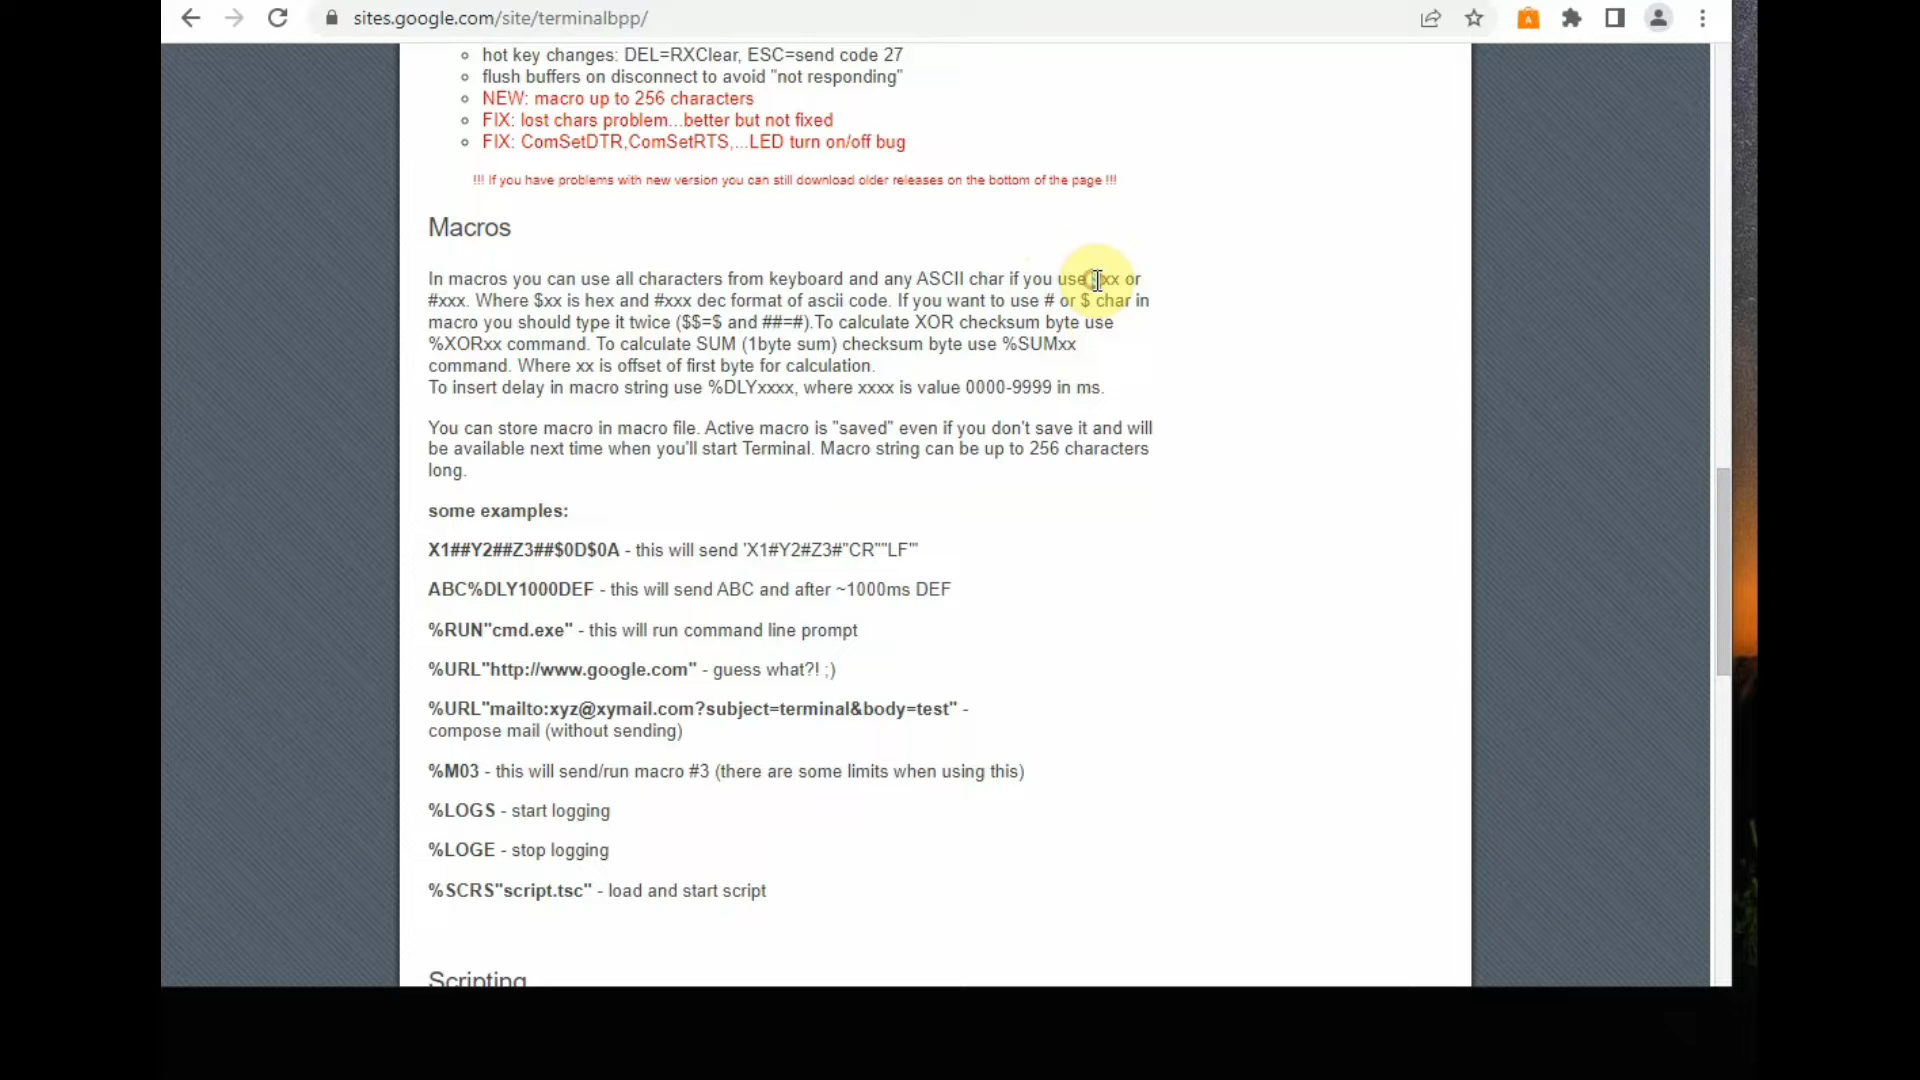 sites.google.com/site/terminalbpp/
hot key changes: DEL=RXClear, ESC=send code 27
flush buffers on disconnect to avoid "not responding"
NEW: macro up to 256 characters
FIX: lost chars problem...better but not fixed
FIX: ComSetDTR,ComSetRTS,...LED turn on/off bug
!!! If you have problems with new version you can still download older releases on the bottom of the page !!!
Macros
In macros you can use all characters from keyboard and any ASCII char if you use $xx or
#xxx. Where $xx is hex and #xxx dec format of ascii code. If you want to use # or $ char in
macro you should type it twice ($$=$ and ##=#).To calculate XOR checksum byte use
%XORxx command. To calculate SUM (1byte sum) checksum byte use %SUMxx
command. Where xx is offset of first byte for calculation.
To insert delay in macro string use %DLYxxxx, where xxxx is value 0000-9999 in ms.
You can store macro in macro file. Active macro is "saved" even if you don't save it and will
be available next time when you'll start Terminal. Macro string can be up to 256 characters
long.
some examples:
X1##Y2##Z3##$0D$0A - this will send 'X1#Y2#Z3#"CR""LF"'
ABC%DLY1000DEF - this will send ABC and after ~1000ms DEF
%RUN"cmd.exe" - this will run command line prompt
%URL"http://www.google.com" - guess what?! ;)
%URL"mailto:xyz@xymail.com?subject=terminal&body=test" -
compose mail (without sending)
%M03 - this will send/run macro #3 (there are some limits when using this)
%LOGS - start logging
%LOGE - stop logging
%SCRS"script.tsc" - load and start script
Scripting